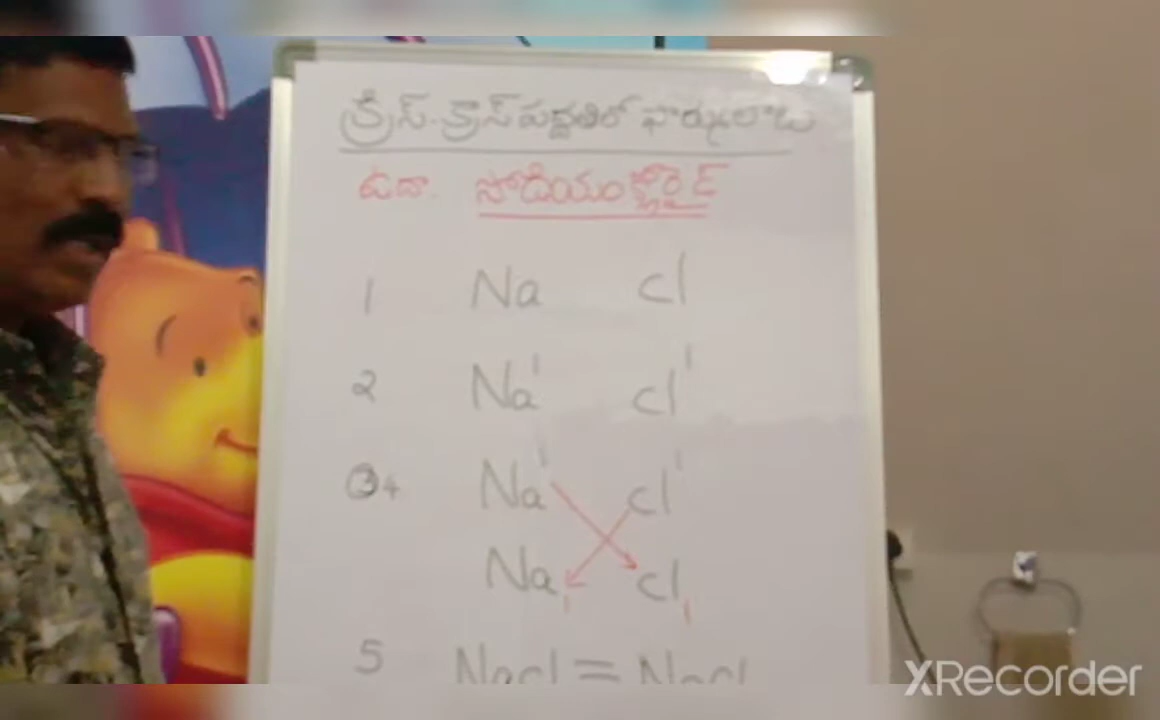 క్రిస్-క్రాస్ పద్ధతిలో ఫార్ములాలు
ఉదా. సోడియం క్లోరైడ్
1 Na Cl
2 Na¹ Cl¹
3+ Na¹ Cl¹
Na₁ Cl₁
5 NaCl = NaCl
XRecorder